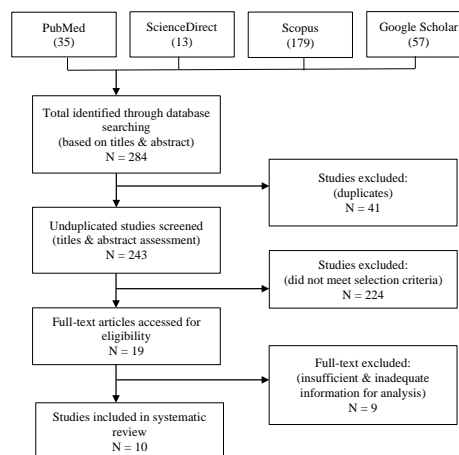 PubMed
(35)
ScienceDirect
(13)
Scopus
(179)
Google Scholar
(57)
Total identified through database
searching
(based on titles & abstract)
N = 284
Studies excluded:
(duplicates)
N = 41
Unduplicated studies screened
(titles & abstract assessment)
N = 243
Studies excluded:
(did not meet selection criteria)
N = 224
Full-text articles accessed for
eligibility
N = 19
Full-text excluded:
(insufficient & inadequate
information for analysis)
N = 9
Studies included in systematic
review
N = 10